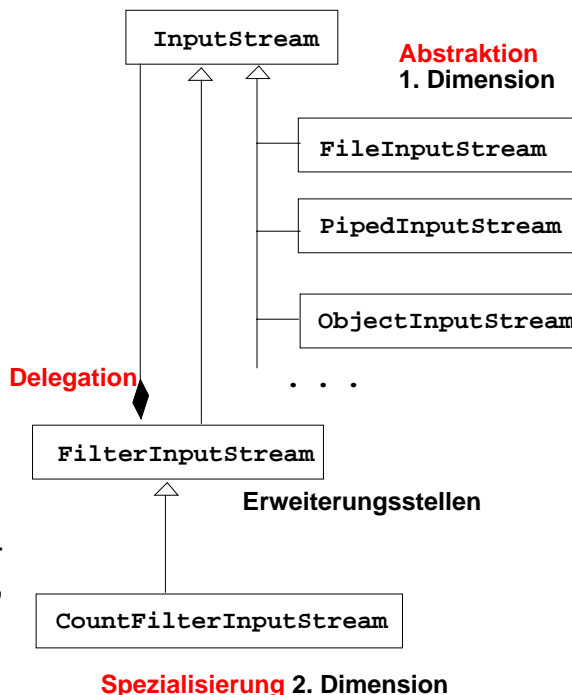 InputStream
Abstraktion
1. Dimension
FileInputStream
PipedInputStream
ObjectInputStream
Delegation
. . .
FilterInputStream
Erweiterungsstellen
CountFilterInputStream
Spezialisierung 2. Dimension